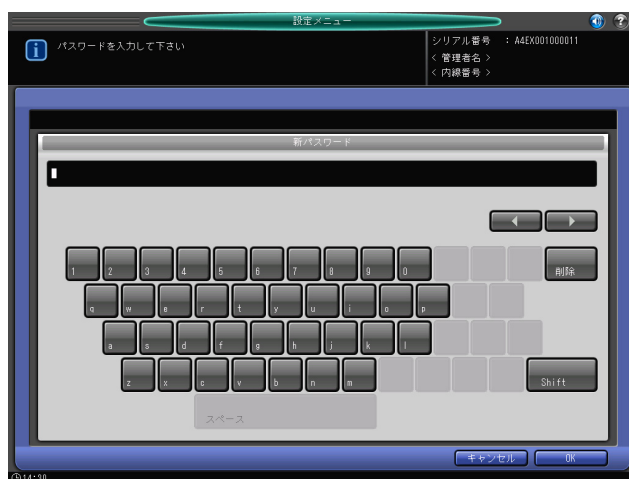 設定メニュー
パスワードを入力して下さい
シリアル番号 : A4EX001000011
< 管理者名 >
< 内線番号 >
新パスワード
1 2 3 4 5 6 7 8 9 0 削除
q w e r t y u i o p
a s d f g h j k l
z x c v b n m Shift
スペース
キャンセル OK